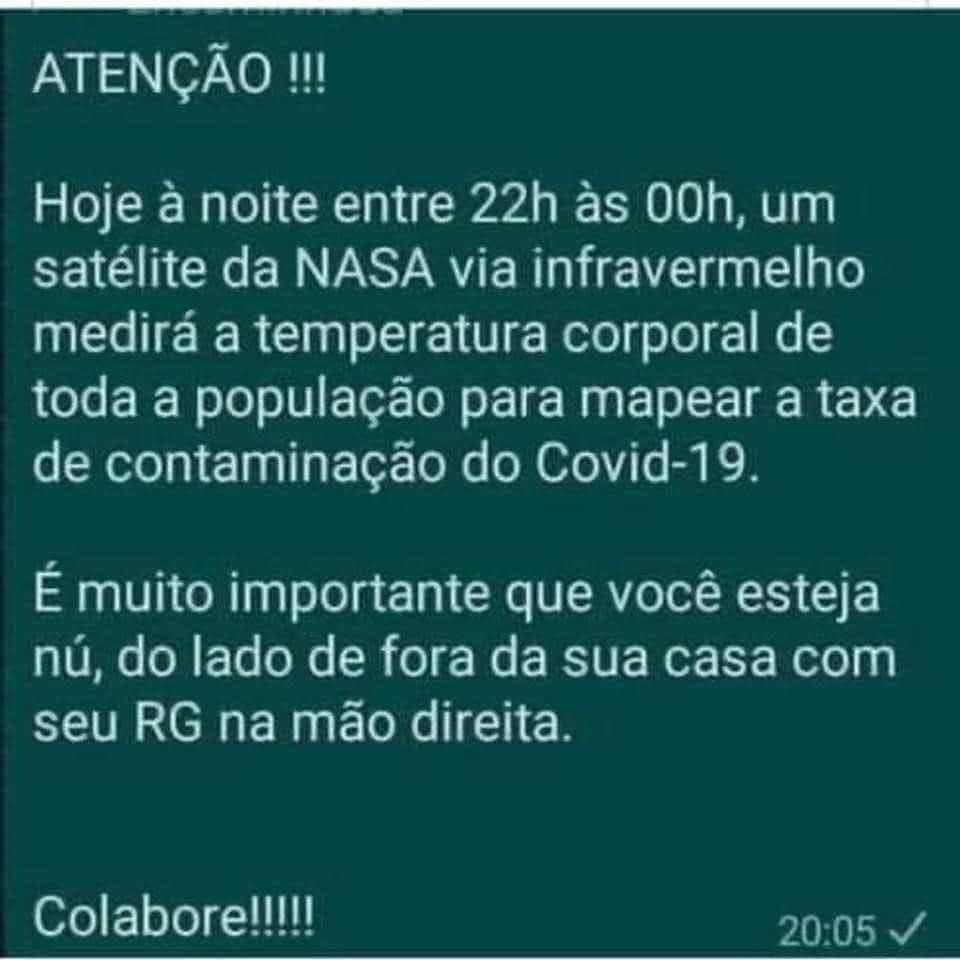 ATENÇÃO !!!
Hoje à noite entre 22h às 00h, um
satélite da NASA via infravermelho
medirá a temperatura corporal de
toda a população para mapear a taxa
de contaminação do Covid-19.
É muito importante que você esteja
nú, do lado de fora da sua casa com
seu RG na mão direita.
Colabore!!!!!
20:05